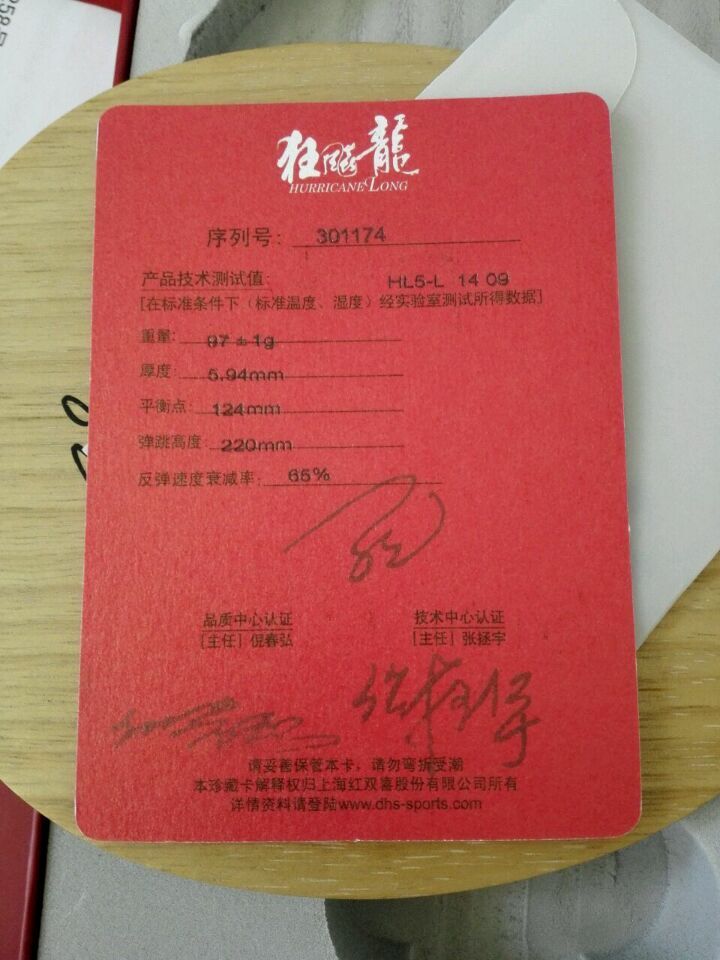 狂飚龍
HURRICANE LONG
序列号: 301174
产品技术测试值: HL5-L 14 09
[在标准条件下（标准温度、湿度）经实验室测试所得数据]
重量: 97 ± 1g
厚度: 5.94mm
平衡点: 124mm
弹跳高度: 220mm
反弹速度衰减率: 65%
品质中心认证 技术中心认证
[主任] 倪春弘 [主任] 张拯宇
请妥善保管本卡，请勿弯折受潮
本珍藏卡解释权归上海红双喜股份有限公司所有
详情资料请登陆www.dhs-sports.com